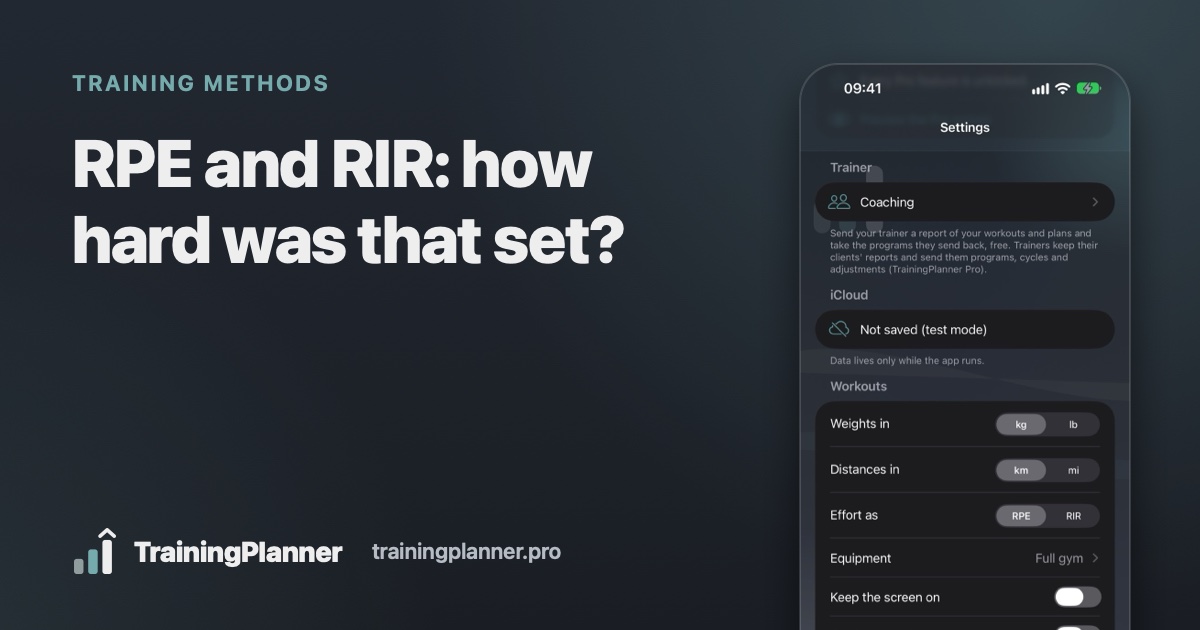 TRAINING METHODS
RPE and RIR: how
hard was that set?
TrainingPlanner
trainingplanner.pro
09:41
Settings
Trainer
Coaching
Send your trainer a report of your workouts and plans and
take the programs they send back, free. Trainers keep their
clients' reports and send them programs, cycles and
adjustments (TrainingPlanner Pro).
iCloud
Not saved (test mode)
Data lives only while the app runs.
Workouts
Weights in kg lb
Distances in km mi
Effort as RPE RIR
Equipment Full gym
Keep the screen on